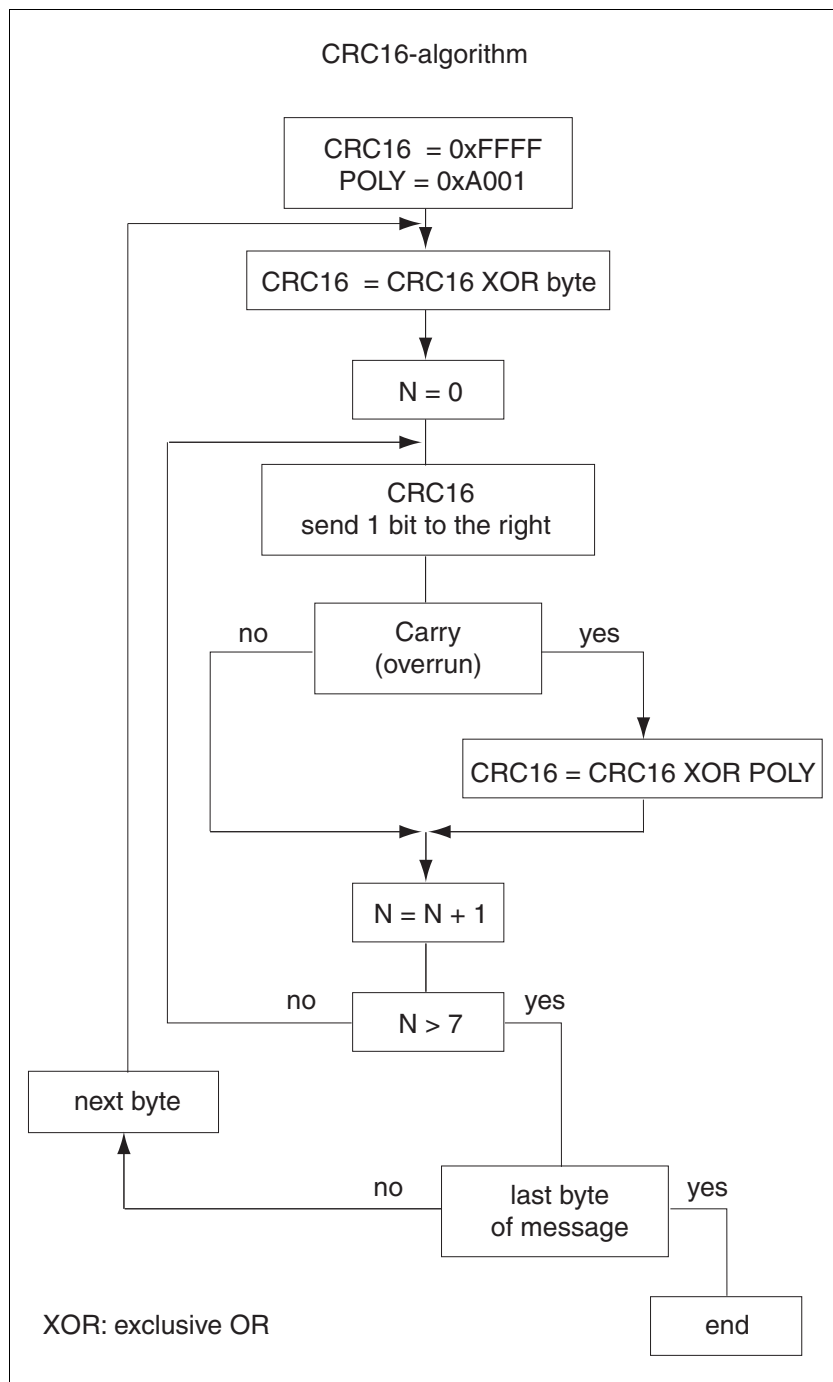 CRC16-algorithm
CRC16 = 0xFFFF
POLY = 0xA001
CRC16 = CRC16 XOR byte
N = 0
CRC16
send 1 bit to the right
no
Carry
(overrun)
yes
CRC16 = CRC16 XOR POLY
N = N + 1
no
N > 7
yes
next byte
no
last byte
of message
yes
XOR: exclusive OR
end